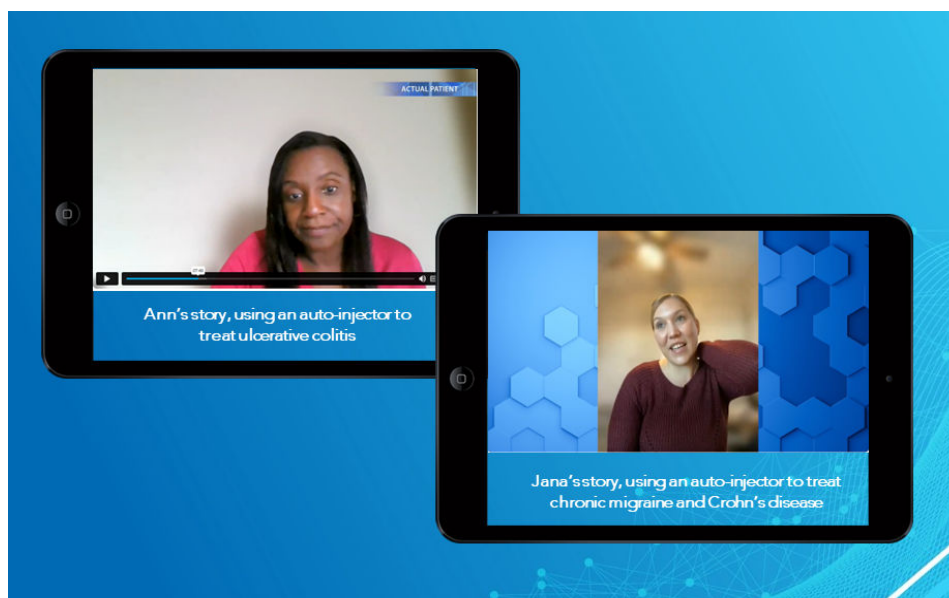 ACTUAL PATIENT
Ann's story, using an auto-injector to
treat ulcerative colitis
Jana's story, using an auto-injector to treat
chronic migraine and Crohn's disease